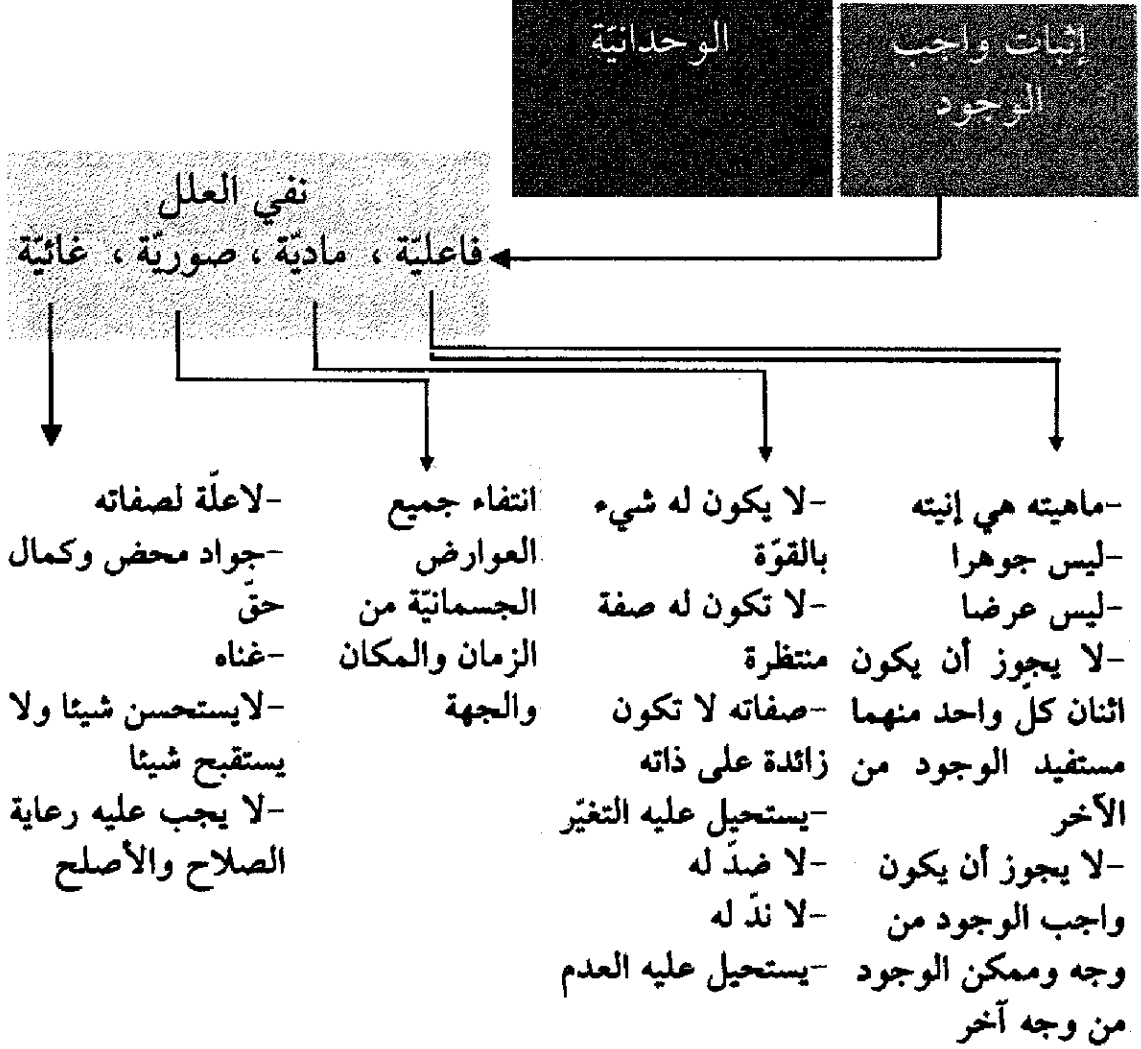 إثبات واجب
الوجود
الوحدانيّة
نفي العلل
فاعليّة ، ماديّة ، صوريّة ، غائيّة
-ماهيته هي إنيته
-ليس جوهرا
-ليس عرضا
-لا يجوز أن يكون
اثنان كلّ واحد منهما
مستفيد الوجود من
الآخر
-لا يجوز أن يكون
واجب الوجود من
وجه وممكن الوجود
من وجه آخر
-لا يكون له شيء
بالقوّة
-لا تكون له صفة
منتظرة
-صفاته لا تكون
زائدة على ذاته
-يستحيل عليه التغيّر
-لا ضدّ له
-لا ندّ له
-يستحيل عليه العدم
انتفاء جميع
العوارض
الجسمانيّة من
الزمان والمكان
والجهة
-لاعلّة لصفاته
-جواد محض وكمال
حقّ
-غناه
-لايستحسن شيئا ولا
يستقبح شيئا
-لا يجب عليه رعاية
الصلاح والأصلح